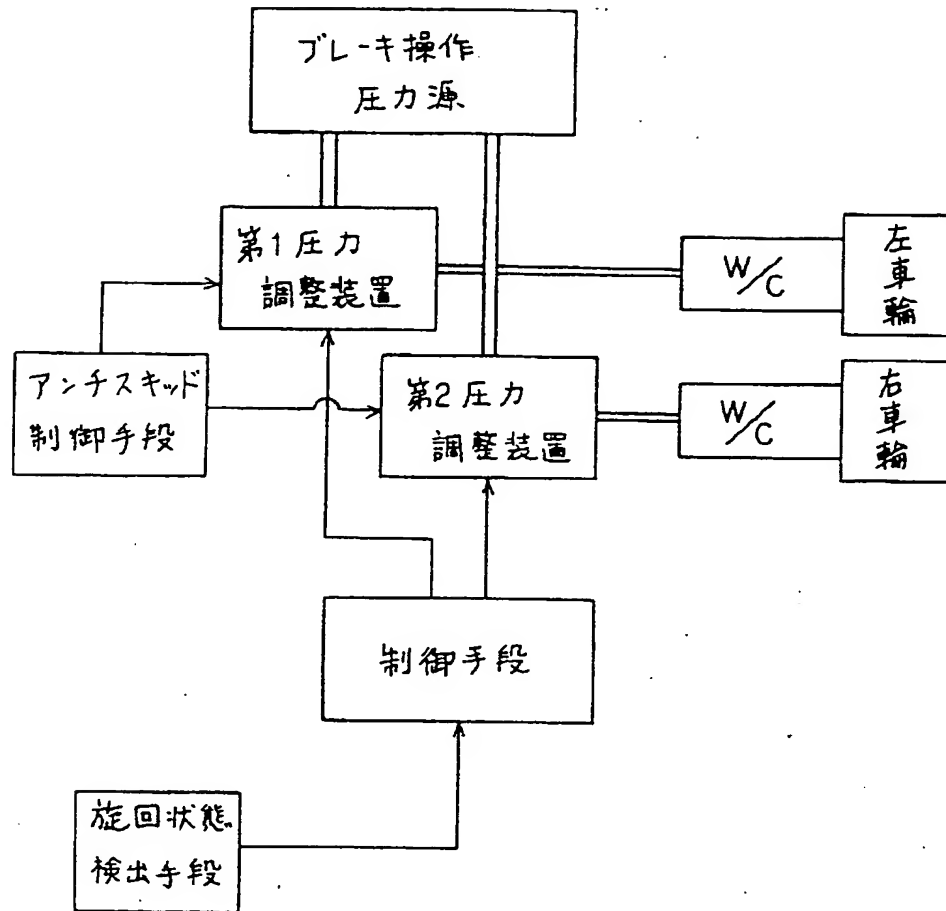 ブレーキ操作
圧力源
第1圧力
調整装置
W/C
左車輪
アンチスキッド
制御手段
第2圧力
調整装置
W/C
右車輪
制御手段
旋回状態
検出手段